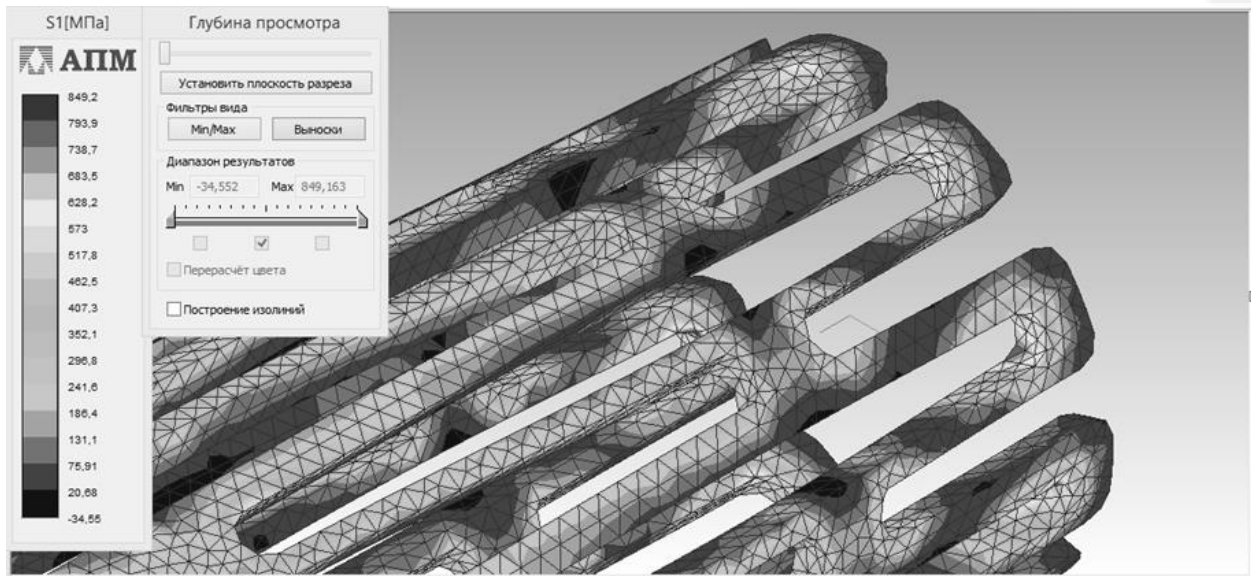 S1[МПа]
АПМ
849,2
793,9
738,7
683,5
628,2
573
517,8
462,5
407,3
352,1
296,8
241,6
186,4
131,1
75,91
20,68
-34,55
Глубина просмотра
Установить плоскость разреза
Фильтры вида
Min/Max Выноски
Диапазон результатов
Min -34,552 Max 849,163
Перерасчёт цвета
Построение изолиний